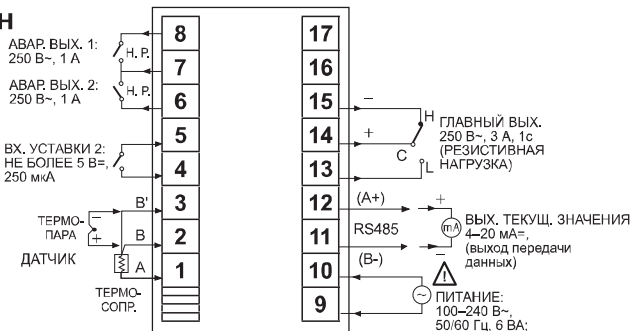 Н
АВАР. ВЫХ. 1:
250 В~, 1 А
Н. Р.
АВАР. ВЫХ. 2:
250 В~, 1 А
Н. Р.
ВХ. УСТАВКИ 2:
НЕ БОЛЕЕ 5 В=,
250 мкА
ТЕРМО-
ПАРА
–
+
ДАТЧИК
B'
B
A
ТЕРМО-
СОПР.
8
7
6
5
4
3
2
1
17
16
15
14
13
12
11
10
9
–
+
H
C
L
ГЛАВНЫЙ ВЫХ.
250 В~, 3 А, 1с
(РЕЗИСТИВНАЯ
НАГРУЗКА)
(A+)
RS485
(B-)
+
mA
–
ВЫХ. ТЕКУЩ. ЗНАЧЕНИЯ
4–20 мА=,
(выход передачи
данных)
!
~
ПИТАНИЕ:
100–240 В~,
50/60 Гц, 6 ВА;